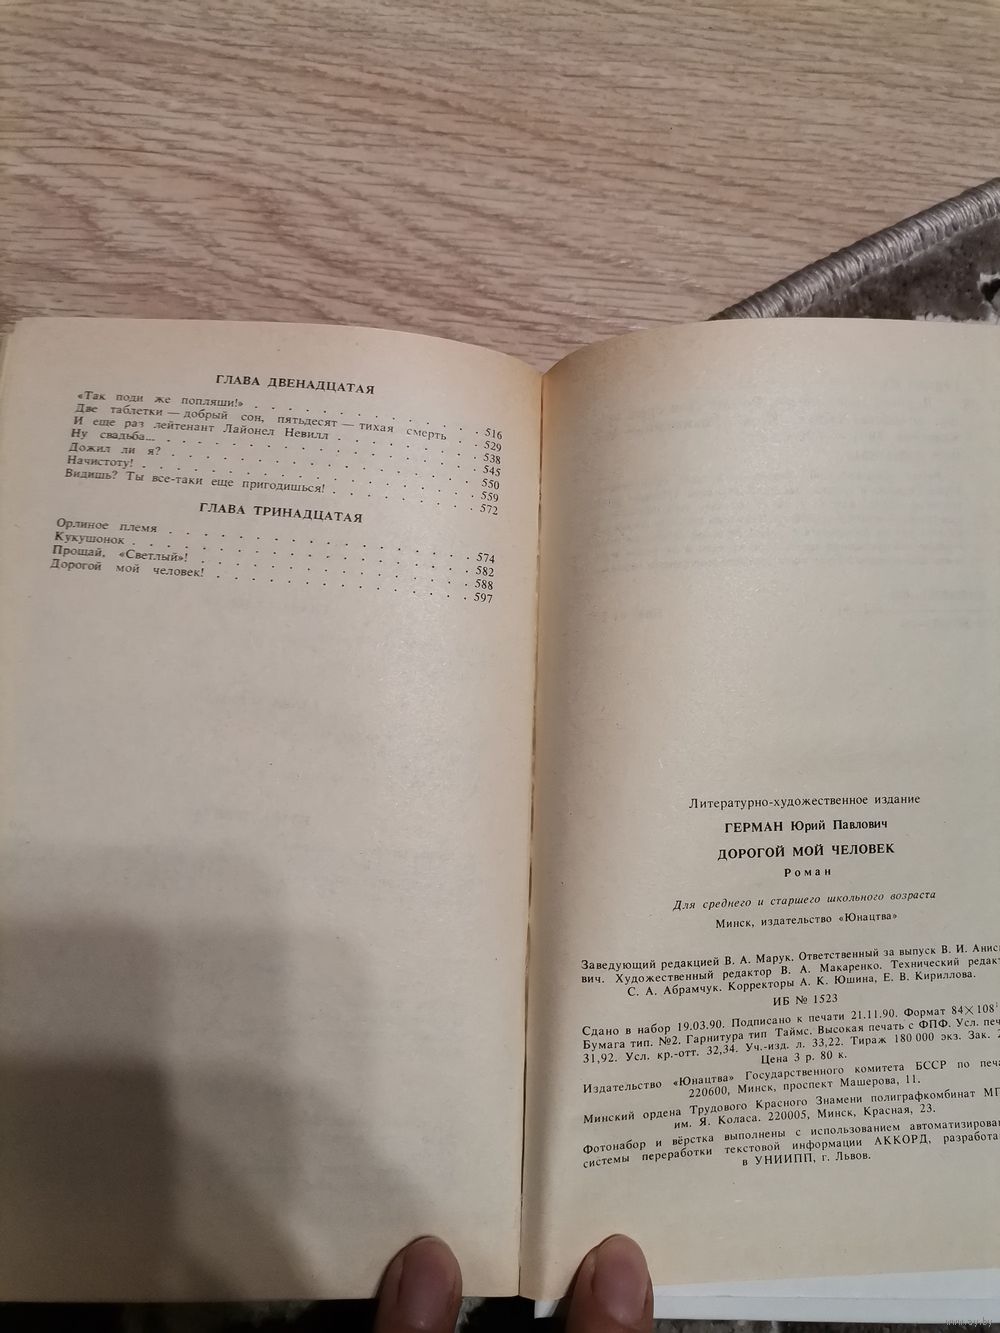 ГЛАВА ДВЕНАДЦАТАЯ
«Так поди же попляши!» . . . . . . . . . . . 516
Две таблетки — добрый сон, пятьдесят — тихая смерть . . 529
И еще раз лейтенант Лайонел Невилл . . . . . . . 538
Ну свадьба... . . . . . . . . . . . . . . 545
Дожил ли я? . . . . . . . . . . . . . . 550
Начистоту! . . . . . . . . . . . . . . 559
Видишь? Ты все-таки еще пригодишься! . . . . . . . 572
ГЛАВА ТРИНАДЦАТАЯ
Орлиное племя . . . . . . . . . . . . . 574
Кукушонок . . . . . . . . . . . . . . 582
Прощай, «Светлый»! . . . . . . . . . . . . 588
Дорогой мой человек! . . . . . . . . . . . 597
Литературно-художественное издание
ГЕРМАН Юрий Павлович
ДОРОГОЙ МОЙ ЧЕЛОВЕК
Роман
Для среднего и старшего школьного возраста
Минск, издательство «Юнацтва»
Заведующий редакцией В. А. Марук. Ответственный за выпуск В. И.
вич. Художественный редактор В. А. Макаренко. Технический редакт
С. А. Абрамчук. Корректоры А. К. Юшина, Е. В. Кириллова.
ИБ № 1523
Сдано в набор 19.03.90. Подписано к печати 21.11.90. Формат 84×108
Бумага тип. №2. Гарнитура тип Таймс. Высокая печать с ФПФ. Усл. печ
31,92. Усл. кр.-отт. 32,34. Уч.-изд. л. 33,22. Тираж 180 000 экз. Зак.
Цена 3 р. 80 к.
Издательство «Юнацтва» Государственного комитета БССР по печа
220600, Минск, проспект Машерова, 11.
Минский ордена Трудового Красного Знамени полиграфкомбинат МП
им. Я. Коласа. 220005, Минск, Красная, 23.
Фотонабор и вёрстка выполнены с использованием автоматизирован
системы переработки текстовой информации АККОРД, разработа
в УНИИПП, г. Львов.